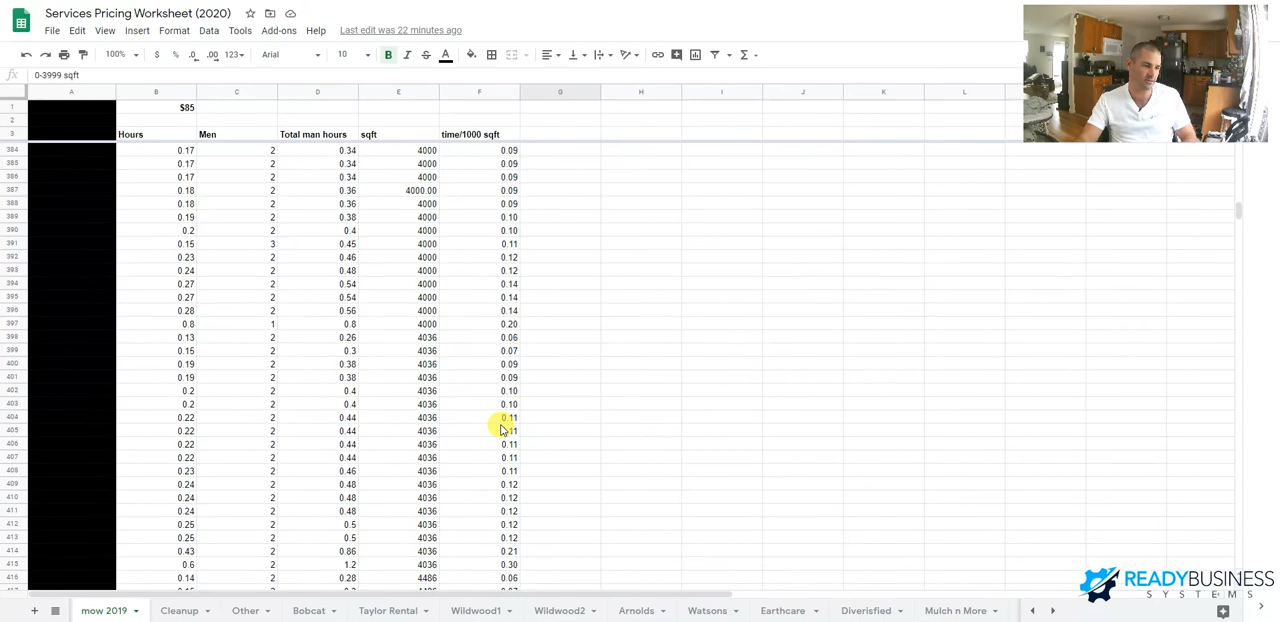 Services Pricing Worksheet (2020)
File Edit View Insert Format Data Tools Add-ons Help Last edit was 22 minutes ago
100% $ % .0 .00 123 Arial 10 B I S A
fx 0-3999 sqft
A B C D E F G H I J K L
1 $85
2
3 Hours Men Total man hours sqft time/1000 sqft
384 0.17 2 0.34 4000 0.09
385 0.17 2 0.34 4000 0.09
386 0.17 2 0.34 4000 0.09
387 0.18 2 0.36 4000.00 0.09
388 0.18 2 0.36 4000 0.09
389 0.19 2 0.38 4000 0.10
390 0.2 2 0.4 4000 0.10
391 0.15 3 0.45 4000 0.11
392 0.23 2 0.46 4000 0.12
393 0.24 2 0.48 4000 0.12
394 0.27 2 0.54 4000 0.14
395 0.27 2 0.54 4000 0.14
396 0.28 2 0.56 4000 0.14
397 0.8 1 0.8 4000 0.20
398 0.13 2 0.26 4036 0.06
399 0.15 2 0.3 4036 0.07
400 0.19 2 0.38 4036 0.09
401 0.19 2 0.38 4036 0.09
402 0.2 2 0.4 4036 0.10
403 0.2 2 0.4 4036 0.10
404 0.22 2 0.44 4036 0.11
405 0.22 2 0.44 4036 0.11
406 0.22 2 0.44 4036 0.11
407 0.22 2 0.44 4036 0.11
408 0.23 2 0.46 4036 0.11
409 0.24 2 0.48 4036 0.12
410 0.24 2 0.48 4036 0.12
411 0.24 2 0.48 4036 0.12
412 0.25 2 0.5 4036 0.12
413 0.25 2 0.5 4036 0.12
414 0.43 2 0.86 4036 0.21
415 0.6 2 1.2 4036 0.30
416 0.14 2 0.28 4486 0.06
READYBUSINESS
SYSTEMS
mow 2019 Cleanup Other Bobcat Taylor Rental Wildwood1 Wildwood2 Arnolds Watsons Earthcare Diverisfied Mulch n More